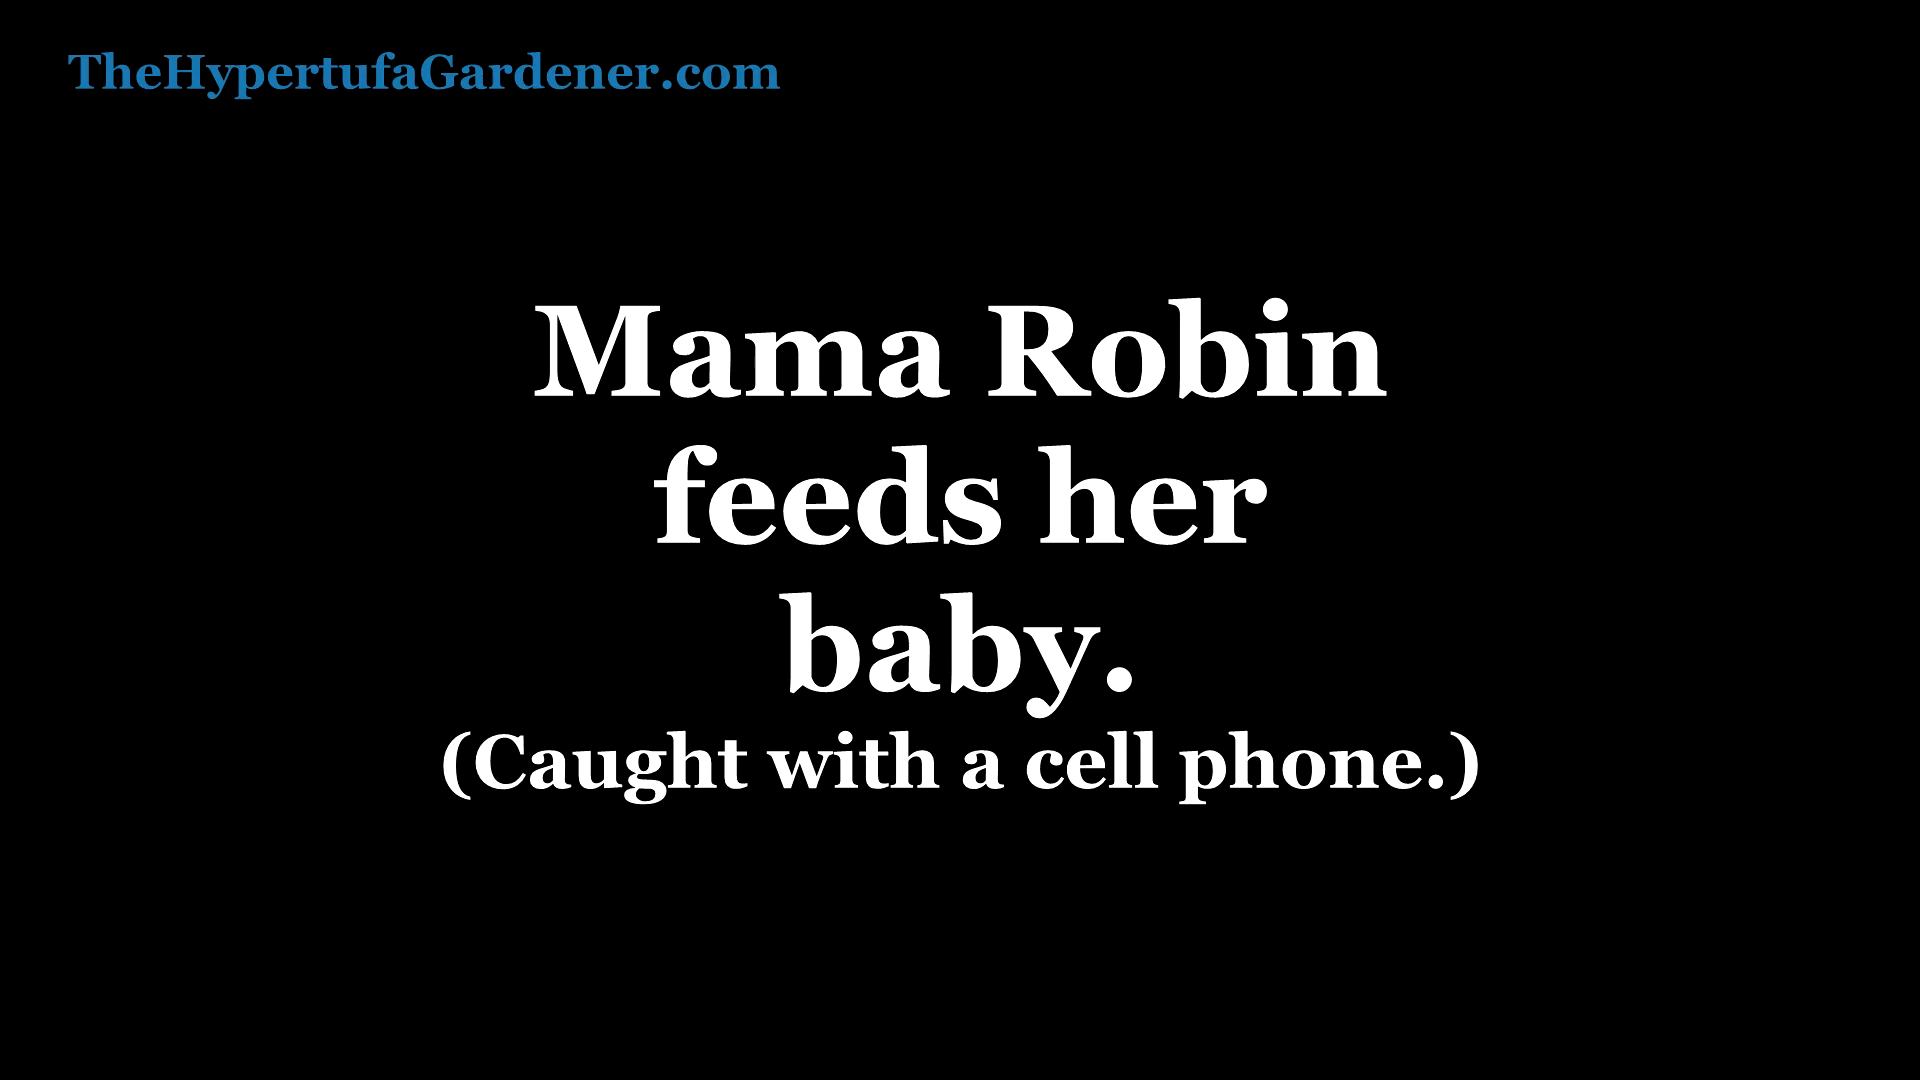 TheHypertufaGardener.com
Mama Robin
feeds her
baby.
(Caught with a cell phone.)